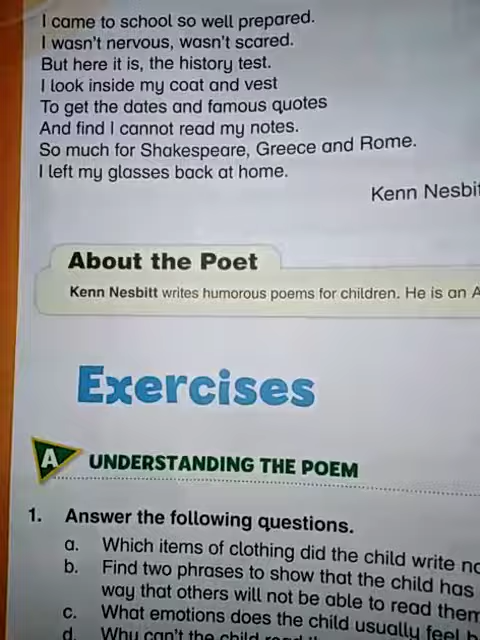 I came to school so well prepared.
I wasn't nervous, wasn't scared.
But here it is, the history test.
I look inside my coat and vest
To get the dates and famous quotes
And find I cannot read my notes.
So much for Shakespeare, Greece and Rome.
I left my glasses back at home.
Kenn Nesbit
About the Poet
Kenn Nesbitt writes humorous poems for children. He is an A
Exercises
A UNDERSTANDING THE POEM
1. Answer the following questions.
a. Which items of clothing did the child write
b. Find two phrases to show that the child has
way that others will not be able to read them
c. What emotions does the child usually feel
d. Why can't the child read